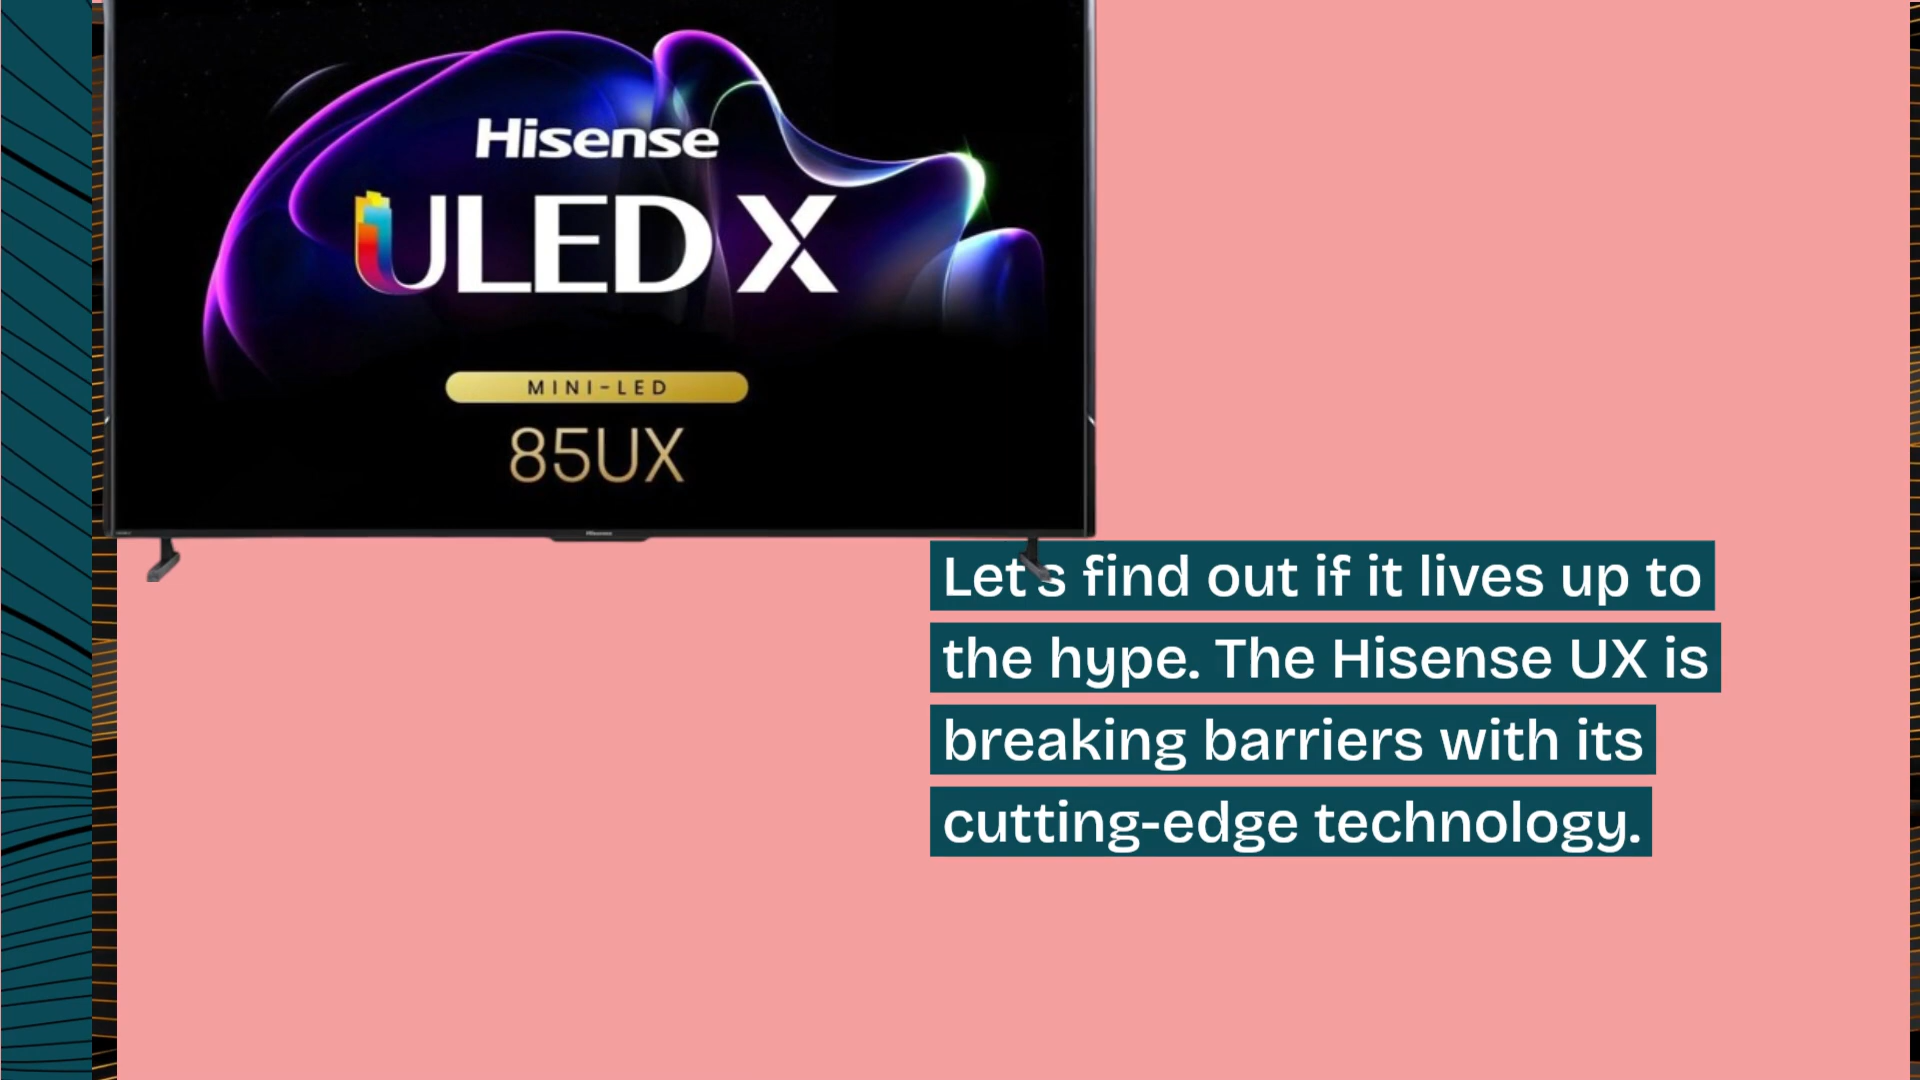 Hisense
ULED X
MINI-LED
85UX
Hisense
Let's find out if it lives up to
the hype. The Hisense UX is
breaking barriers with its
cutting-edge technology.